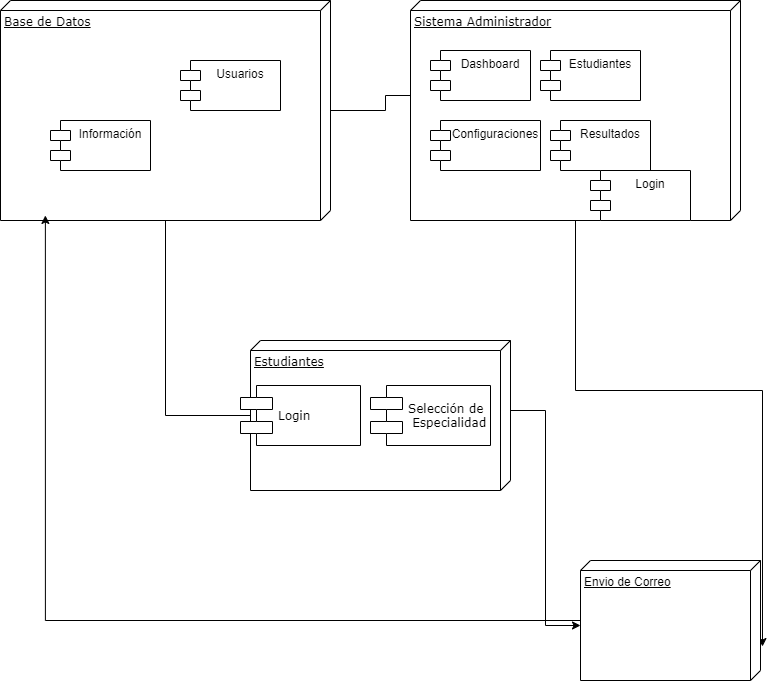 Base de Datos
Usuarios
Información
Sistema Administrador
Dashboard
Estudiantes
Configuraciones
Resultados
Login
Estudiantes
Login
Selección de
Especialidad
Envio de Correo